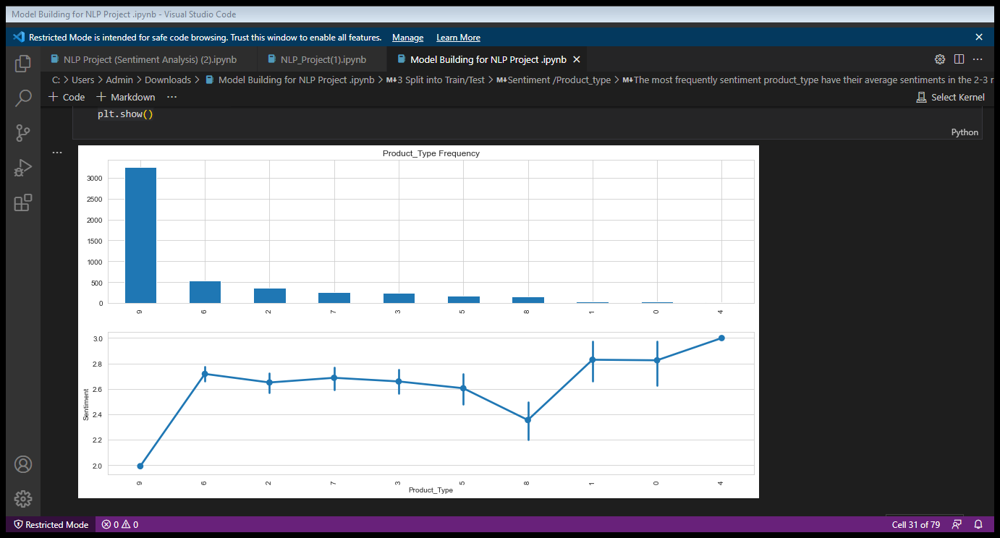 Model Building for NLP Project .ipynb - Visual Studio Code
Restricted Mode is intended for safe code browsing. Trust this window to enable all features. Manage Learn More
NLP Project (Sentiment Analysis) (2).ipynb NLP_Project(1).ipynb Model Building for NLP Project .ipynb
C: > Users > Admin > Downloads > Model Building for NLP Project .ipynb > M↓3 Split into Train/Test > M↓Sentiment /Product_type > M↓The most frequently sentiment product_type have their average sentiments in the 2-3 r
+ Code + Markdown ...
Select Kernel
plt.show()
Python
...
Product_Type Frequency
3000
2500
2000
1500
1000
500
0
9 6 2 7 3 5 8 1 0 4
3.0
2.8
2.6
2.4
2.2
2.0
Sentiment
9 6 2 7 3 5 8 1 0 4
Product_Type
Restricted Mode 0 0 Cell 31 of 79